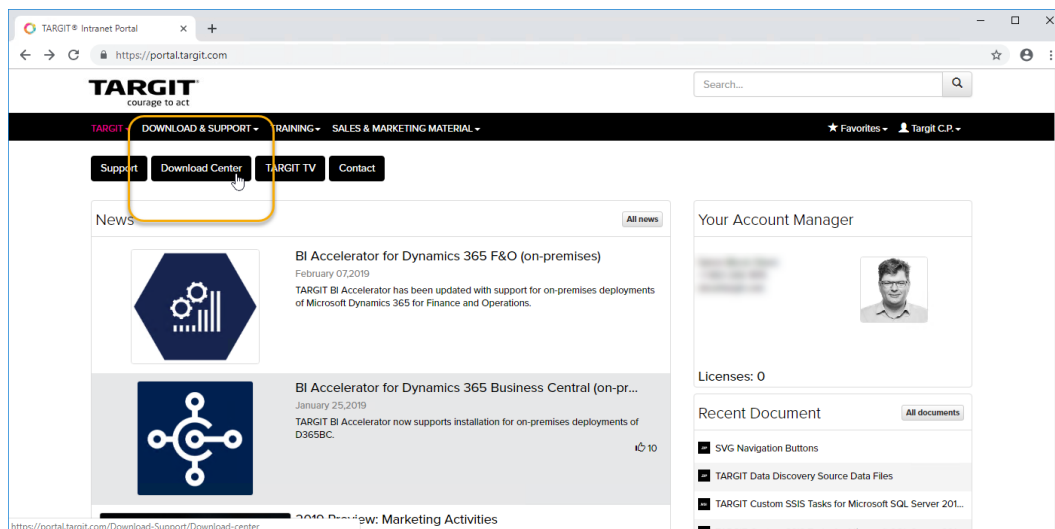 TARGIT® Intranet Portal
https://portal.targit.com
TARGIT
courage to act
Search...
TARGIT
DOWNLOAD & SUPPORT
TRAINING
SALES & MARKETING MATERIAL
Favorites
Targit C.P.
Support
Download Center
TARGIT TV
Contact
News
All news
BI Accelerator for Dynamics 365 F&O (on-premises)
February 07,2019
TARGIT BI Accelerator has been updated with support for on-premises deployments
of Microsoft Dynamics 365 for Finance and Operations.
BI Accelerator for Dynamics 365 Business Central (on-pr...
January 25,2019
TARGIT BI Accelerator now supports installation for on-premises deployments of
D365BC.
10
2019 Preview: Marketing Activities
Your Account Manager
Licenses: 0
Recent Document
All documents
SVG Navigation Buttons
TARGIT Data Discovery Source Data Files
TARGIT Custom SSIS Tasks for Microsoft SQL Server 201...
https://portal.targit.com/Download-Support/Download-center